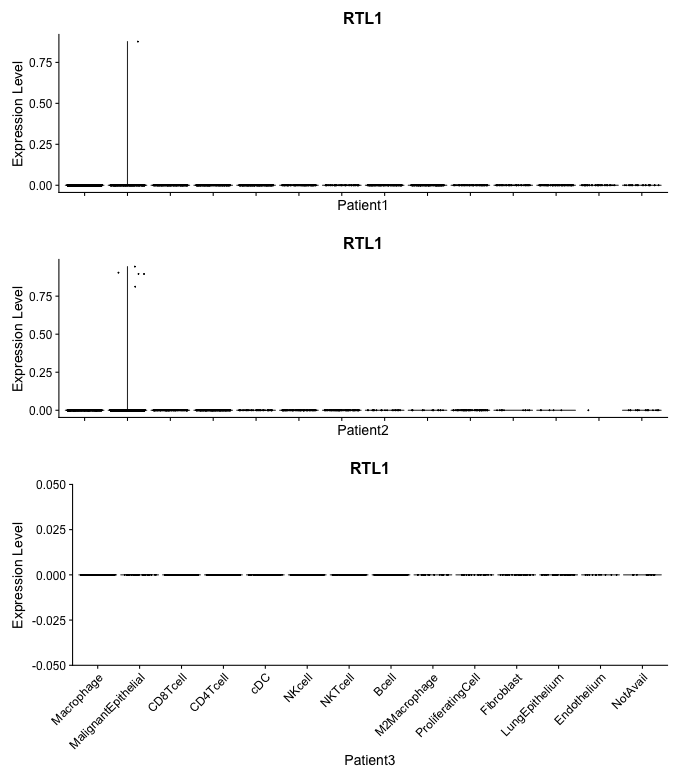 RTL1
Expression Level
0.75
0.50
0.25
0.00
Patient1
RTL1
Expression Level
0.75
0.50
0.25
0.00
Patient2
RTL1
Expression Level
0.050
0.025
0.000
-0.025
-0.050
Macrophage
MalignantEpithelial
CD8Tcell
CD4Tcell
cDC
NKcell
NKTcell
Bcell
M2Macrophage
ProliferatingCell
Fibroblast
LungEpithelium
Endothelium
NotAvail
Patient3